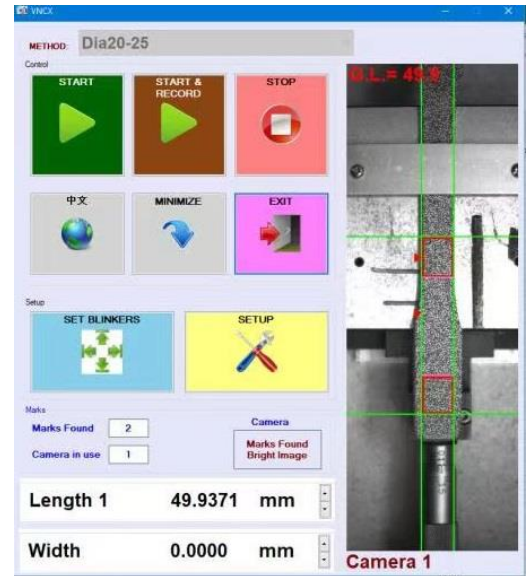 VNCX
METHOD: Dia20-25
Control
START
START &
RECORD
STOP
中文
MINIMIZE
EXIT
Setup
SET BLINKERS
SETUP
Marks
Marks Found 2
Camera in use 1
Camera
Marks Found
Bright Image
Length 1 49.9371 mm
Width 0.0000 mm
G.L.= 49.9
Camera 1